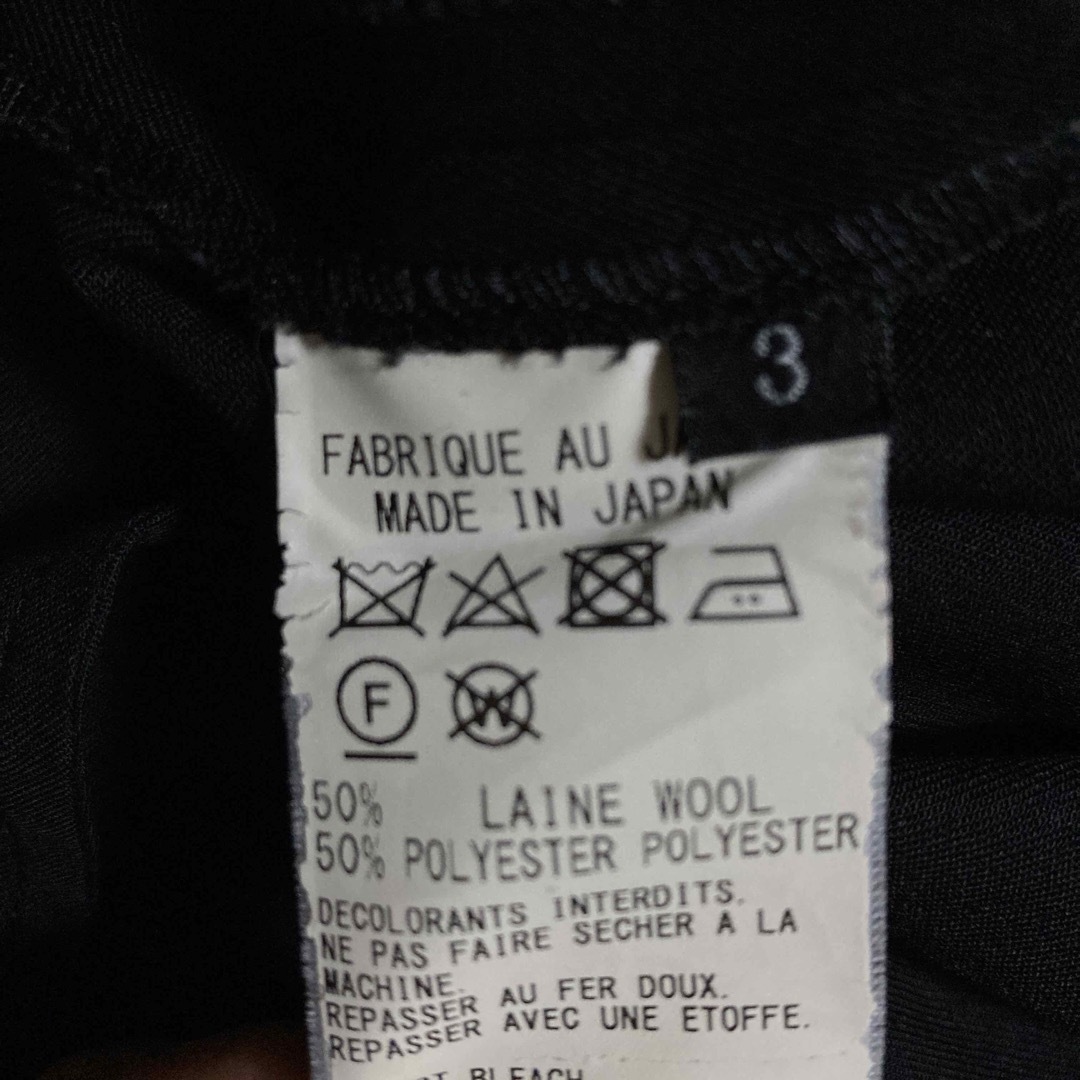 3
FABRIQUE AU
MADE IN JAPAN
F
W
50% LAINE WOOL
50% POLYESTER POLYESTER
DECOLORANTS INTERDITS.
NE PAS FAIRE SECHER A LA
MACHINE.
REPASSER AU FER DOUX.
REPASSER AVEC UNE ETOFFE.
BLEACH